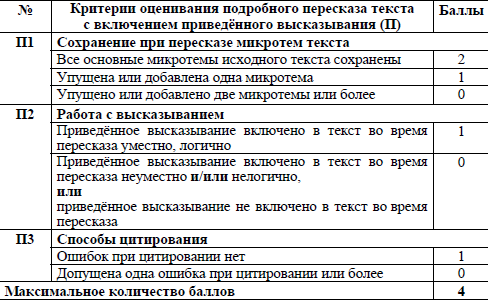 № Критерии оценивания подробного пересказа текста Баллы
с включением приведённого высказывания (П)
П1 Сохранение при пересказе микротем текста
Все основные микротемы исходного текста сохранены 2
Упущена или добавлена одна микротема 1
Упущено или добавлено две микротемы или более 0
П2 Работа с высказыванием
Приведённое высказывание включено в текст во время 1
пересказа уместно, логично
Приведённое высказывание включено в текст во время 0
пересказа неуместно и/или нелогично,
или
приведённое высказывание не включено в текст во время
пересказа
П3 Способы цитирования
Ошибок при цитировании нет 1
Допущена одна ошибка при цитировании или более 0
Максимальное количество баллов 4